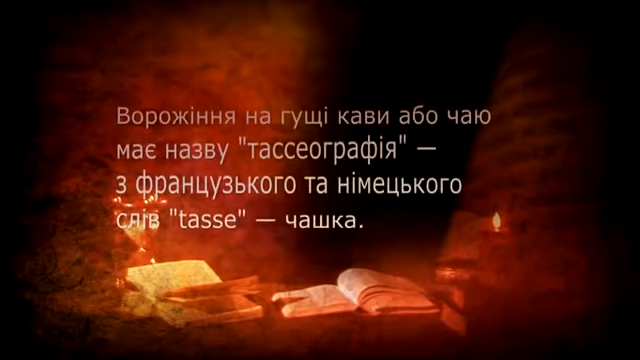 Ворожіння на гущі кави або чаю
має назву "тассеографія" —
з французького та німецького
слів "tasse" — чашка.